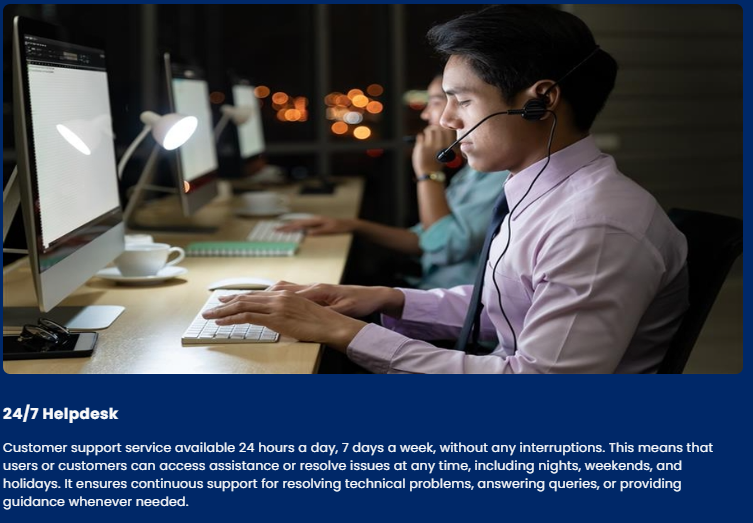 24/7 Helpdesk
Customer support service available 24 hours a day, 7 days a week, without any interruptions. This means that
users or customers can access assistance or resolve issues at any time, including nights, weekends, and
holidays. It ensures continuous support for resolving technical problems, answering queries, or providing
guidance whenever needed.